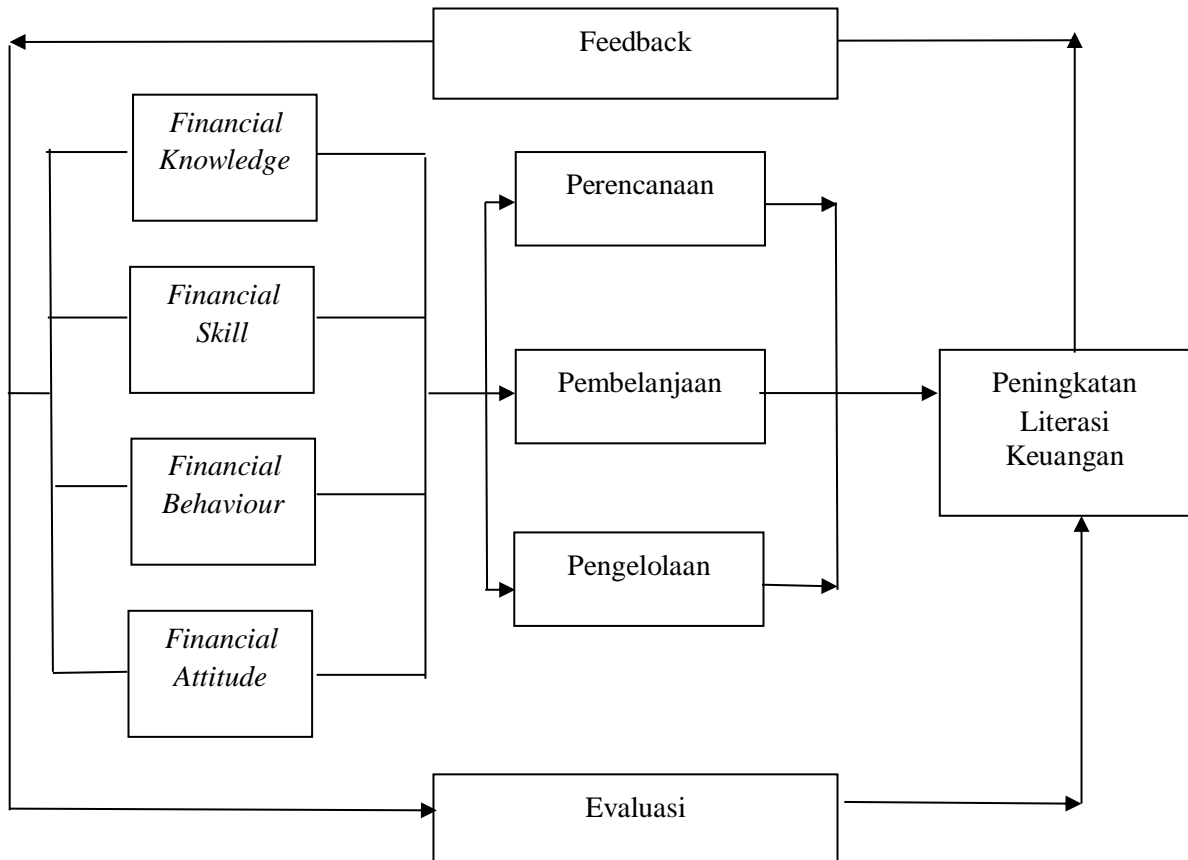 Feedback
Financial
Knowledge
Financial
Skill
Financial
Behaviour
Financial
Attitude
Perencanaan
Pembelanjaan
Pengelolaan
Peningkatan
Literasi
Keuangan
Evaluasi